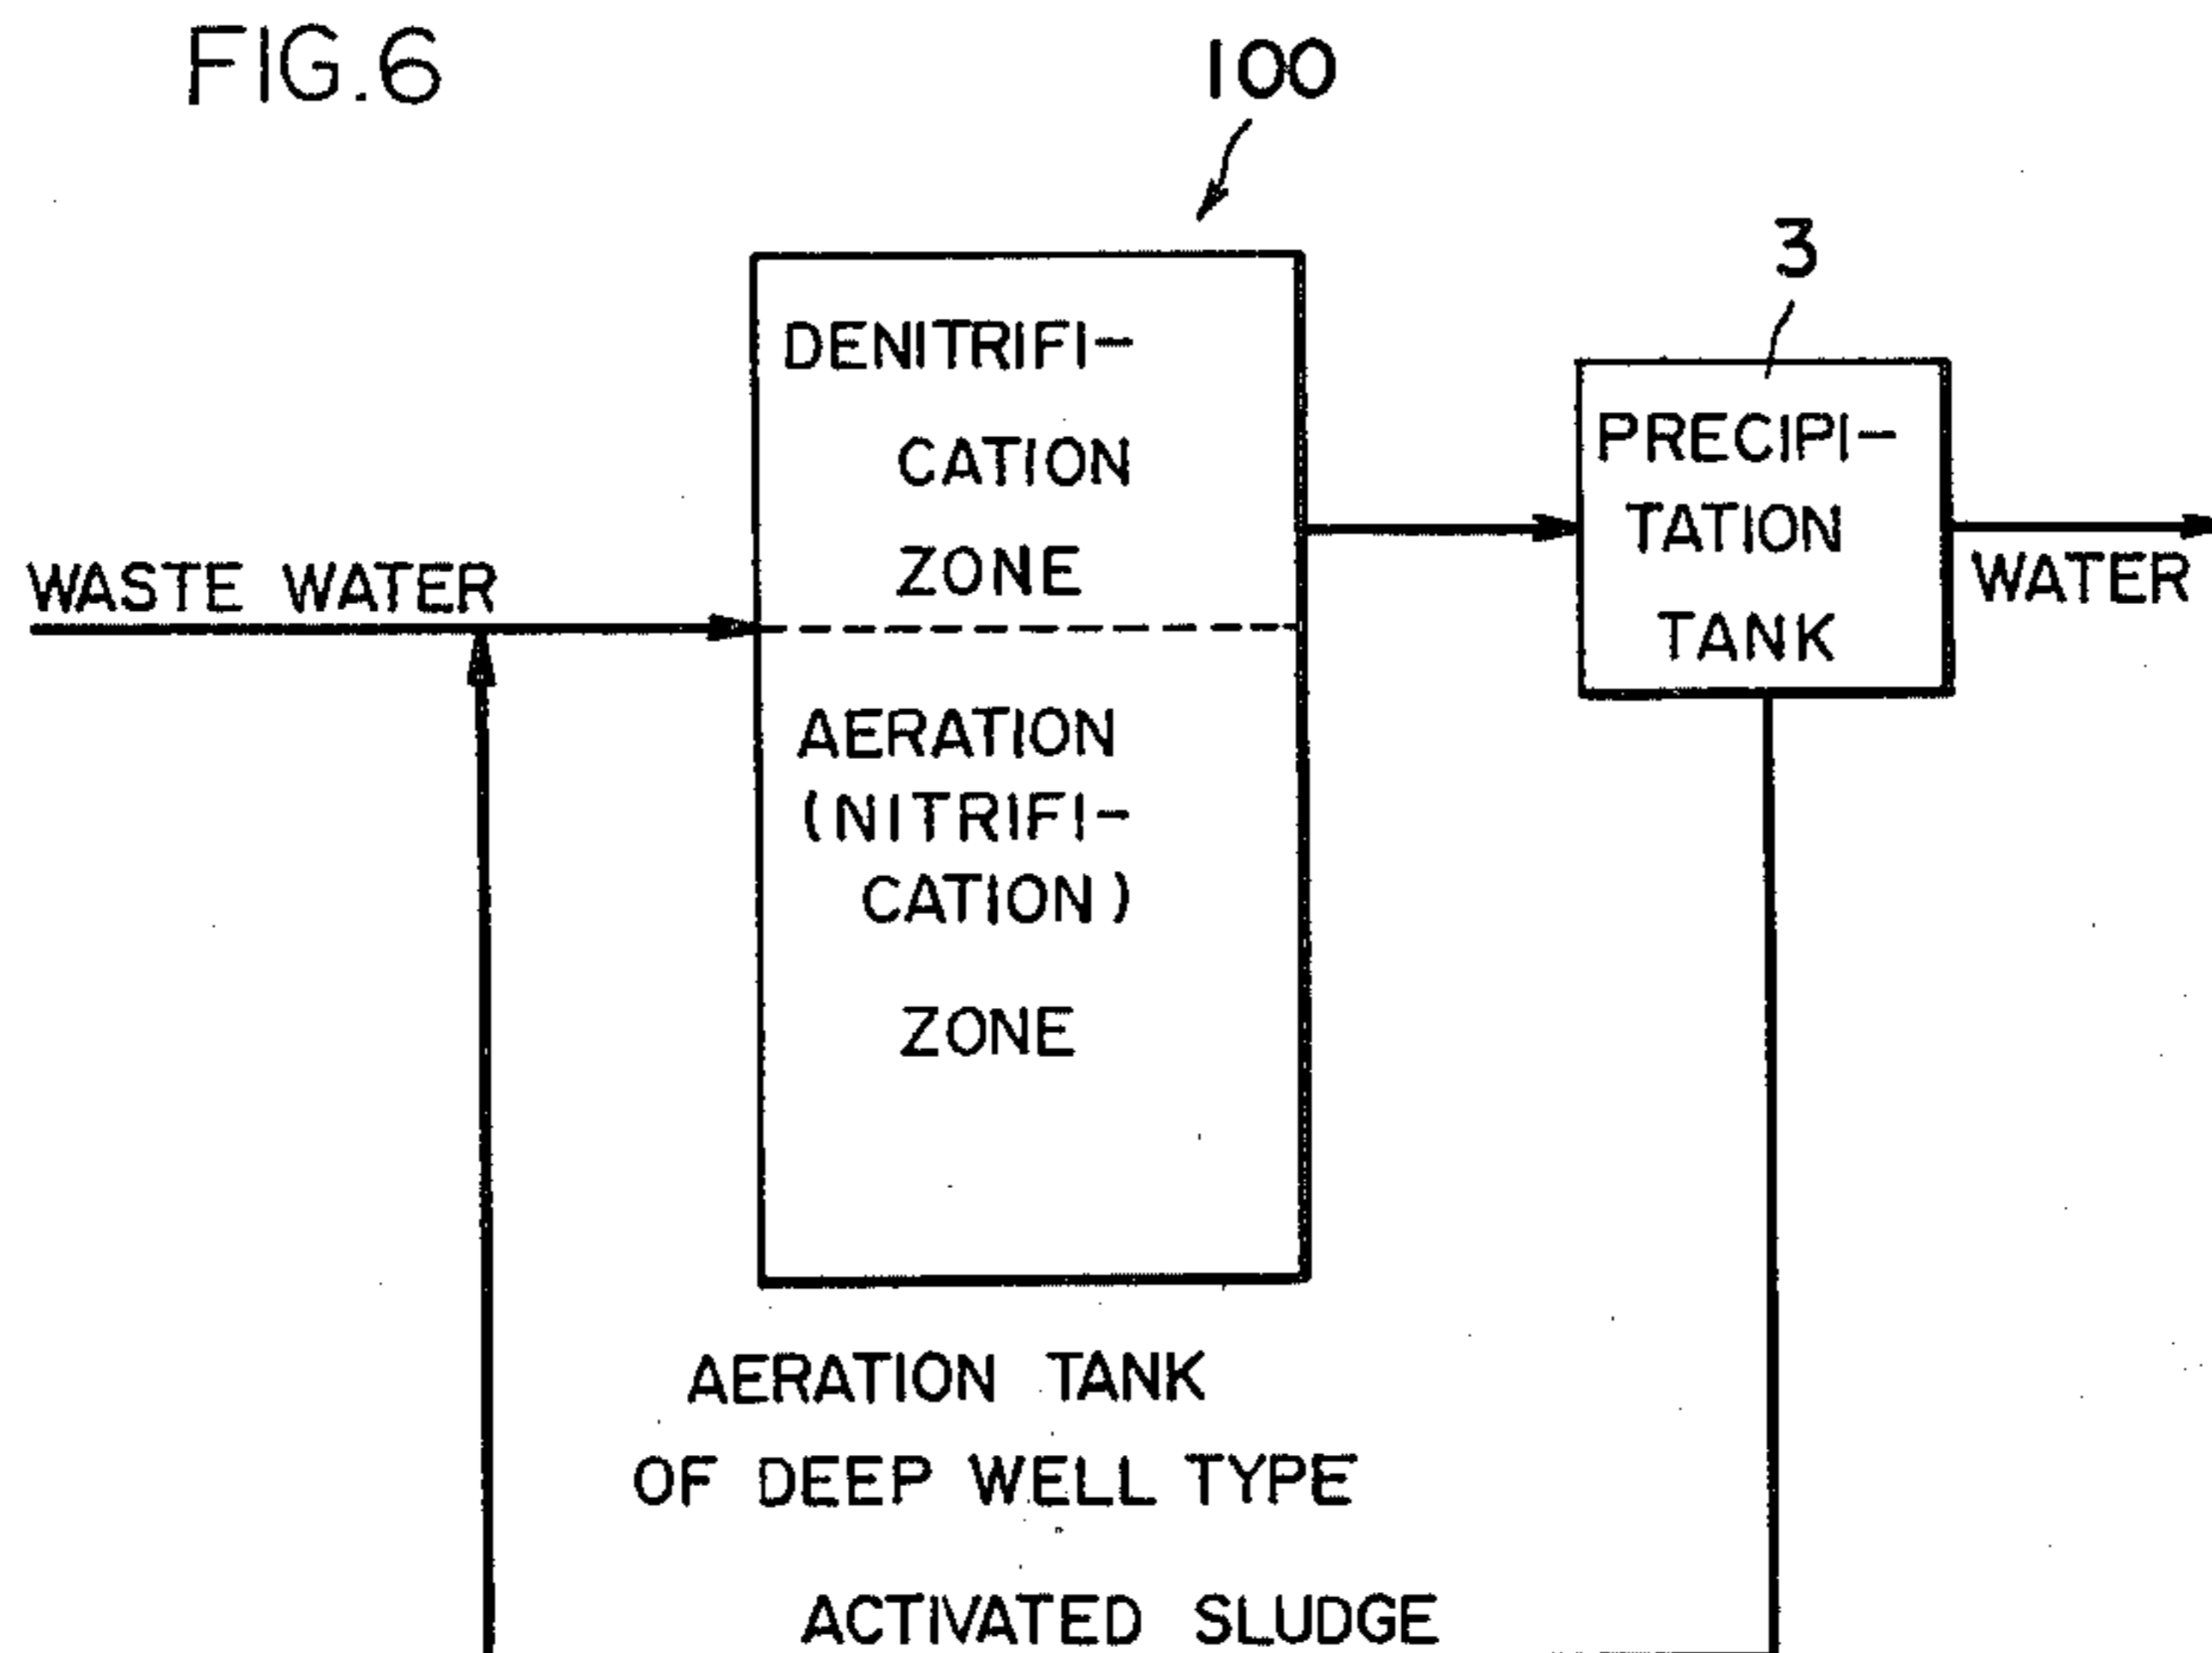 FIG.6
100
3
DENITRIFI-
CATION
ZONE
PRECIPI-
TATION
TANK
WASTE WATER
WATER
AERATION
(NITRIFI-
CATION)
ZONE
AERATION TANK
OF DEEP WELL TYPE
ACTIVATED SLUDGE